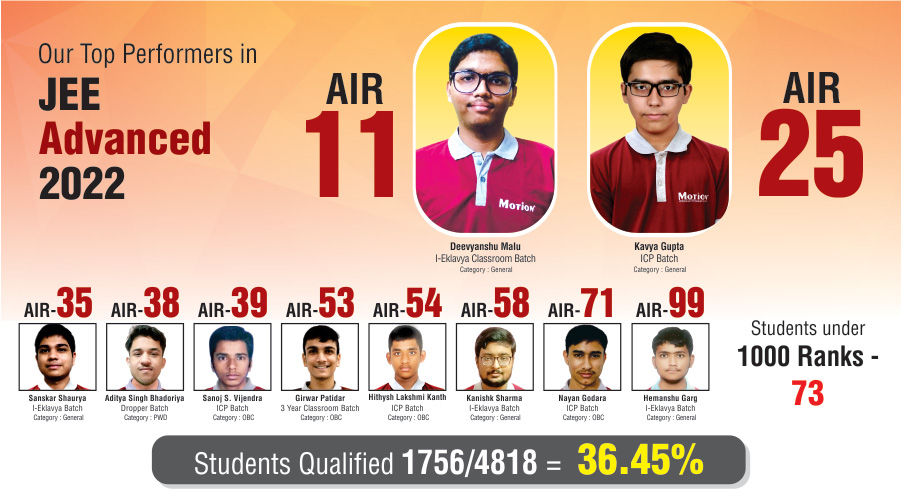 Our Top Performers in
JEE
Advanced
2022
AIR
11
MOTION
Deevyanshu Malu
I-Eklavya Classroom Batch
Category : General
MOTION
Kavya Gupta
ICP Batch
Category : General
AIR
25
AIR-35
Sanskar Shaurya
I-Eklavya Batch
Category : General
AIR-38
Aditya Singh Bhadoriya
Dropper Batch
Category : PWD
AIR-39
Sanoj S. Vijendra
ICP Batch
Category : OBC
AIR-53
Girwar Patidar
3 Year Classroom Batch
Category : OBC
AIR-54
Hithysh Lakshmi Kanth
ICP Batch
Category : OBC
AIR-58
Kanishk Sharma
I-Eklavya Batch
Category : General
AIR-71
Nayan Godara
ICP Batch
Category : OBC
AIR-99
Hemanshu Garg
I-Eklavya Batch
Category : General
Students under
1000 Ranks -
73
Students Qualified 1756/4818 = 36.45%